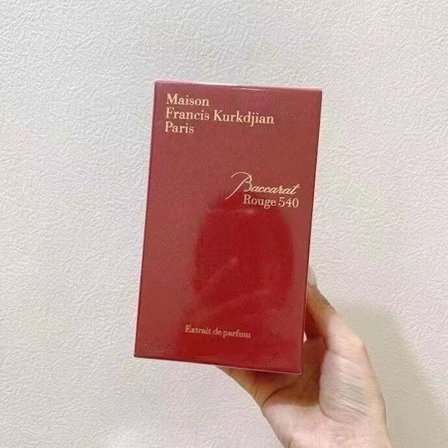 Maison
Francis Kurkdjian
Paris
Baccarat
Rouge 540
Extrait de parfum